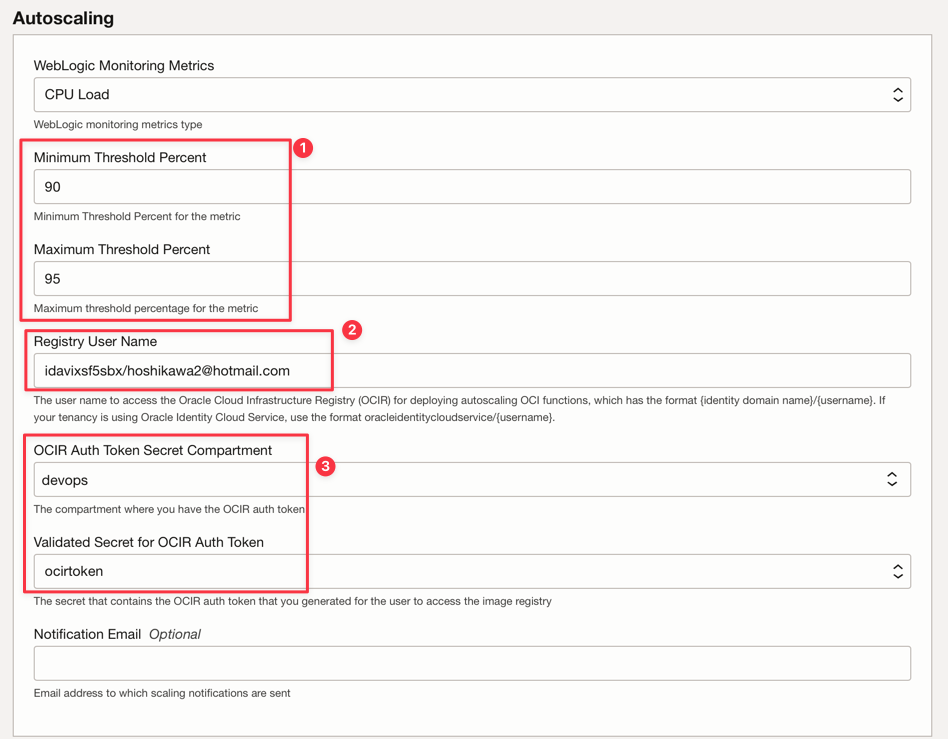 Autoscaling
WebLogic Monitoring Metrics
CPU Load
WebLogic monitoring metrics type
1
Minimum Threshold Percent
90
Minimum Threshold Percent for the metric
Maximum Threshold Percent
95
Maximum threshold percentage for the metric
2
Registry User Name
idavixsf5sbx/hoshikawa2@hotmail.com
The user name to access the Oracle Cloud Infrastructure Registry (OCIR) for deploying autoscaling OCI functions, which has the format {identity domain name}/{username}. If
your tenancy is using Oracle Identity Cloud Service, use the format oracleidentitycloudservice/{username}.
OCIR Auth Token Secret Compartment
3
devops
The compartment where you have the OCIR auth token
Validated Secret for OCIR Auth Token
ocirtoken
The secret that contains the OCIR auth token that you generated for the user to access the image registry
Notification Email Optional
Email address to which scaling notifications are sent